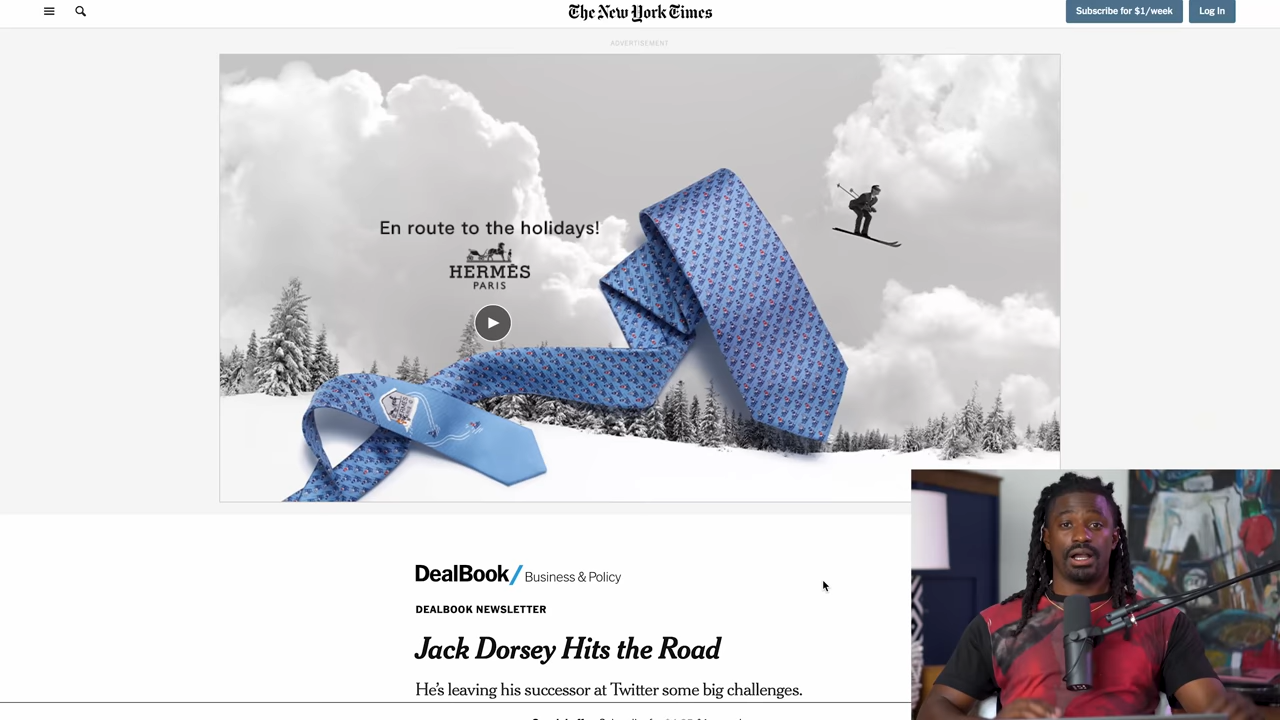 The New York Times
Subscribe for $1/week
Log In
ADVERTISEMENT
En route to the holidays!
HERMÈS
PARIS
DealBook/ Business & Policy
DEALBOOK NEWSLETTER
Jack Dorsey Hits the Road
He's leaving his successor at Twitter some big challenges.